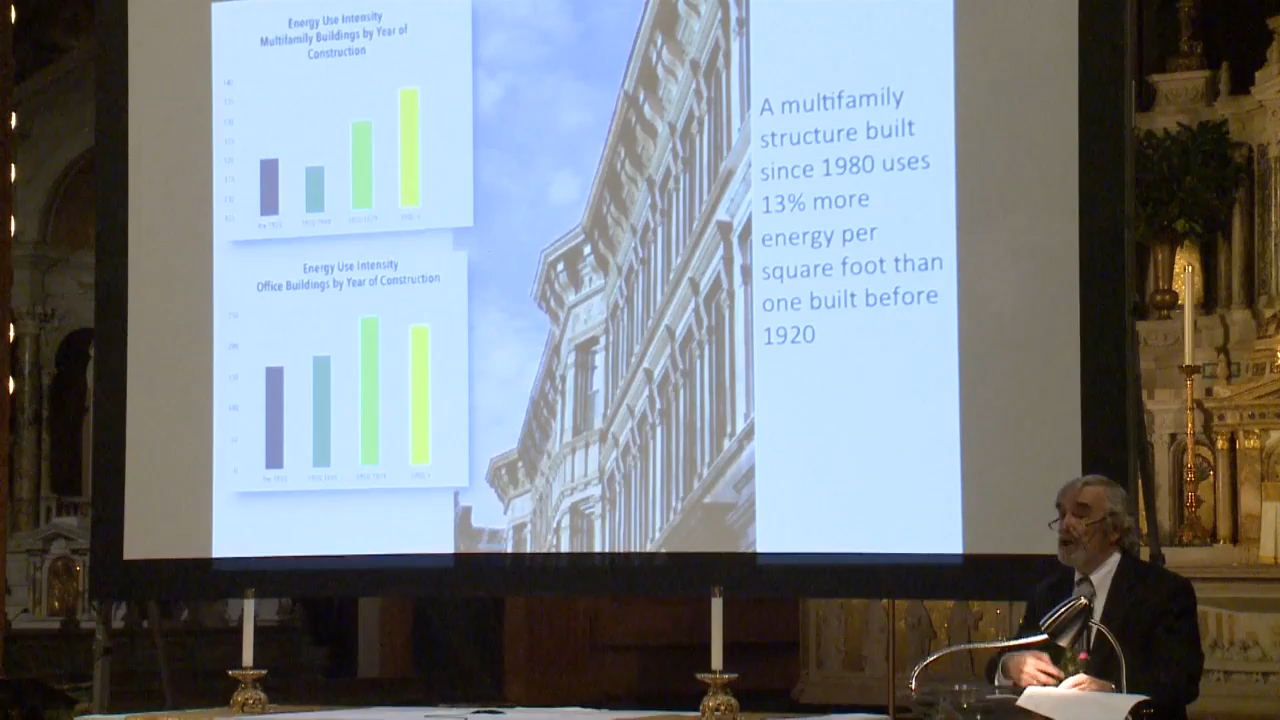 Energy Use Intensity
Multifamily Buildings by Year of
Construction
Energy Use Intensity
Office Buildings by Year of Construction
A multifamily
structure built
since 1980 uses
13% more
energy per
square foot than
one built before
1920